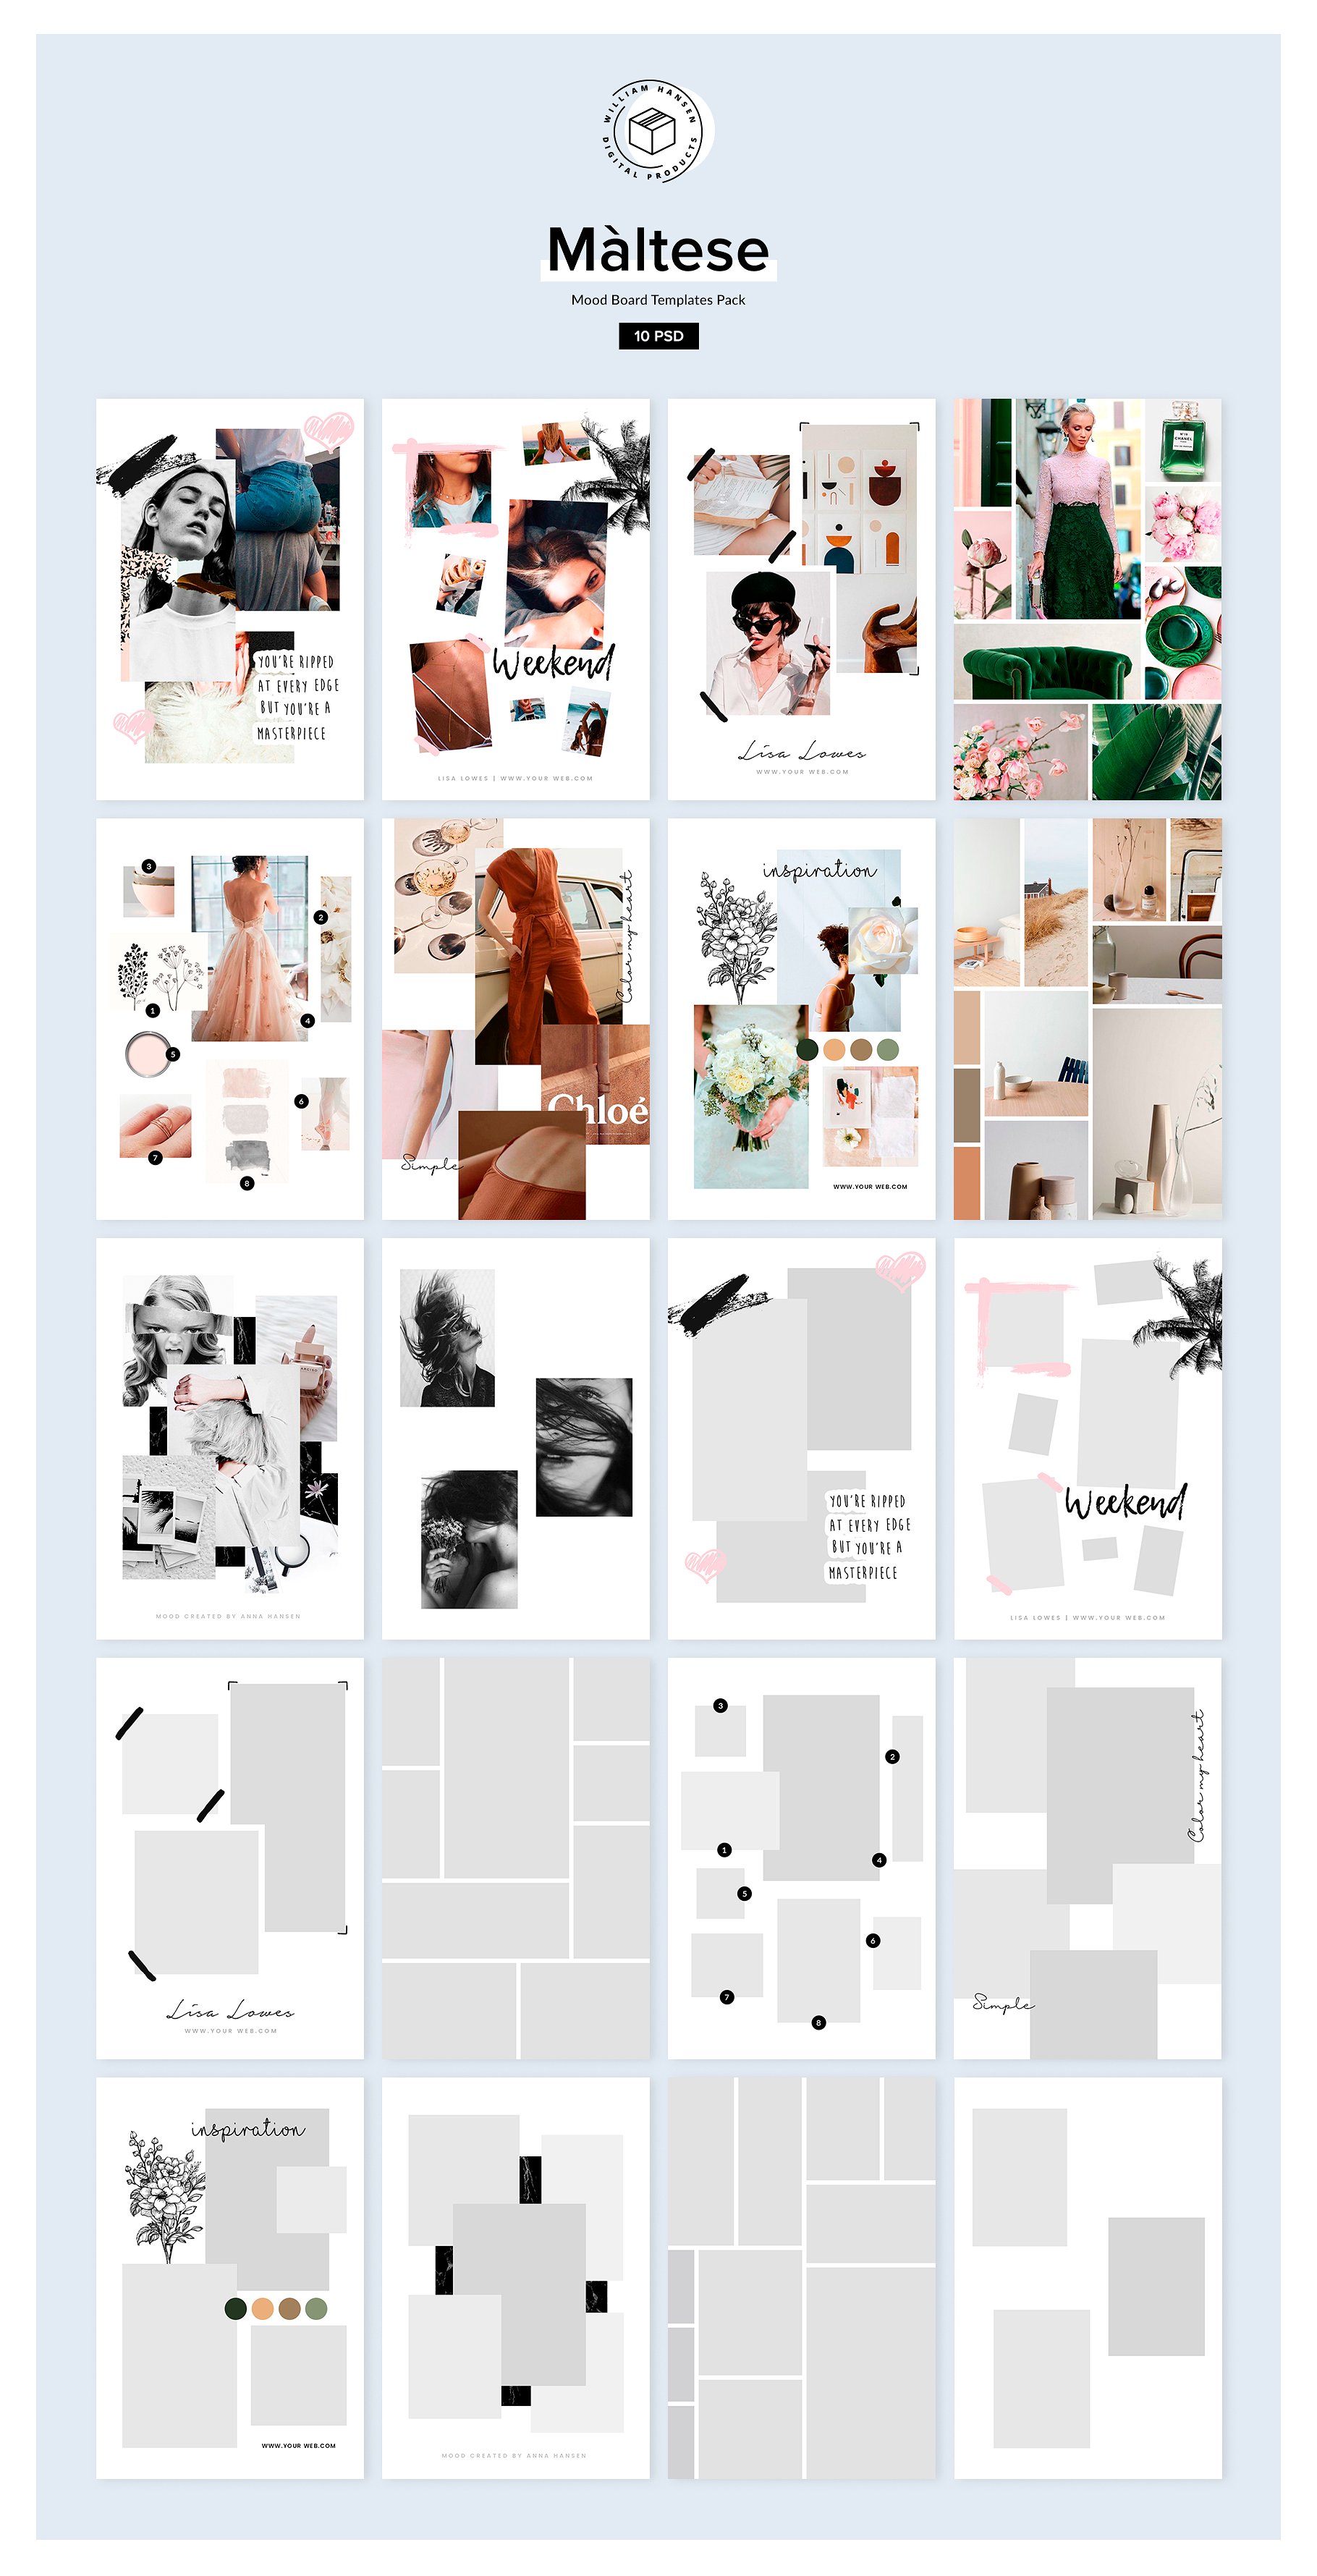 WILLIAM HANSEN
DIGITAL PRODUCTS
Màltese
Mood Board Templates Pack
10 PSD
YOU'RE RIPPED
AT EVERY EDGE
BUT YOU'RE A
MASTERPIECE
Weekend
LISA LOWES | WWW.YOUR WEB.COM
Lisa Lowes
WWW.YOUR WEB.COM
CHANEL
3
2
1
4
5
6
7
8
Color my heart
Chloé
Simple
inspiration
WWW.YOUR WEB.COM
MOOD CREATED BY ANNA HANSEN
YOU'RE RIPPED
AT EVERY EDGE
BUT YOU'RE A
MASTERPIECE
Weekend
LISA LOWES | WWW.YOUR WEB.COM
Lisa Lowes
WWW.YOUR WEB.COM
3
2
1
4
5
6
7
8
Color my heart
Simple
inspiration
WWW.YOUR WEB.COM
MOOD CREATED BY ANNA HANSEN